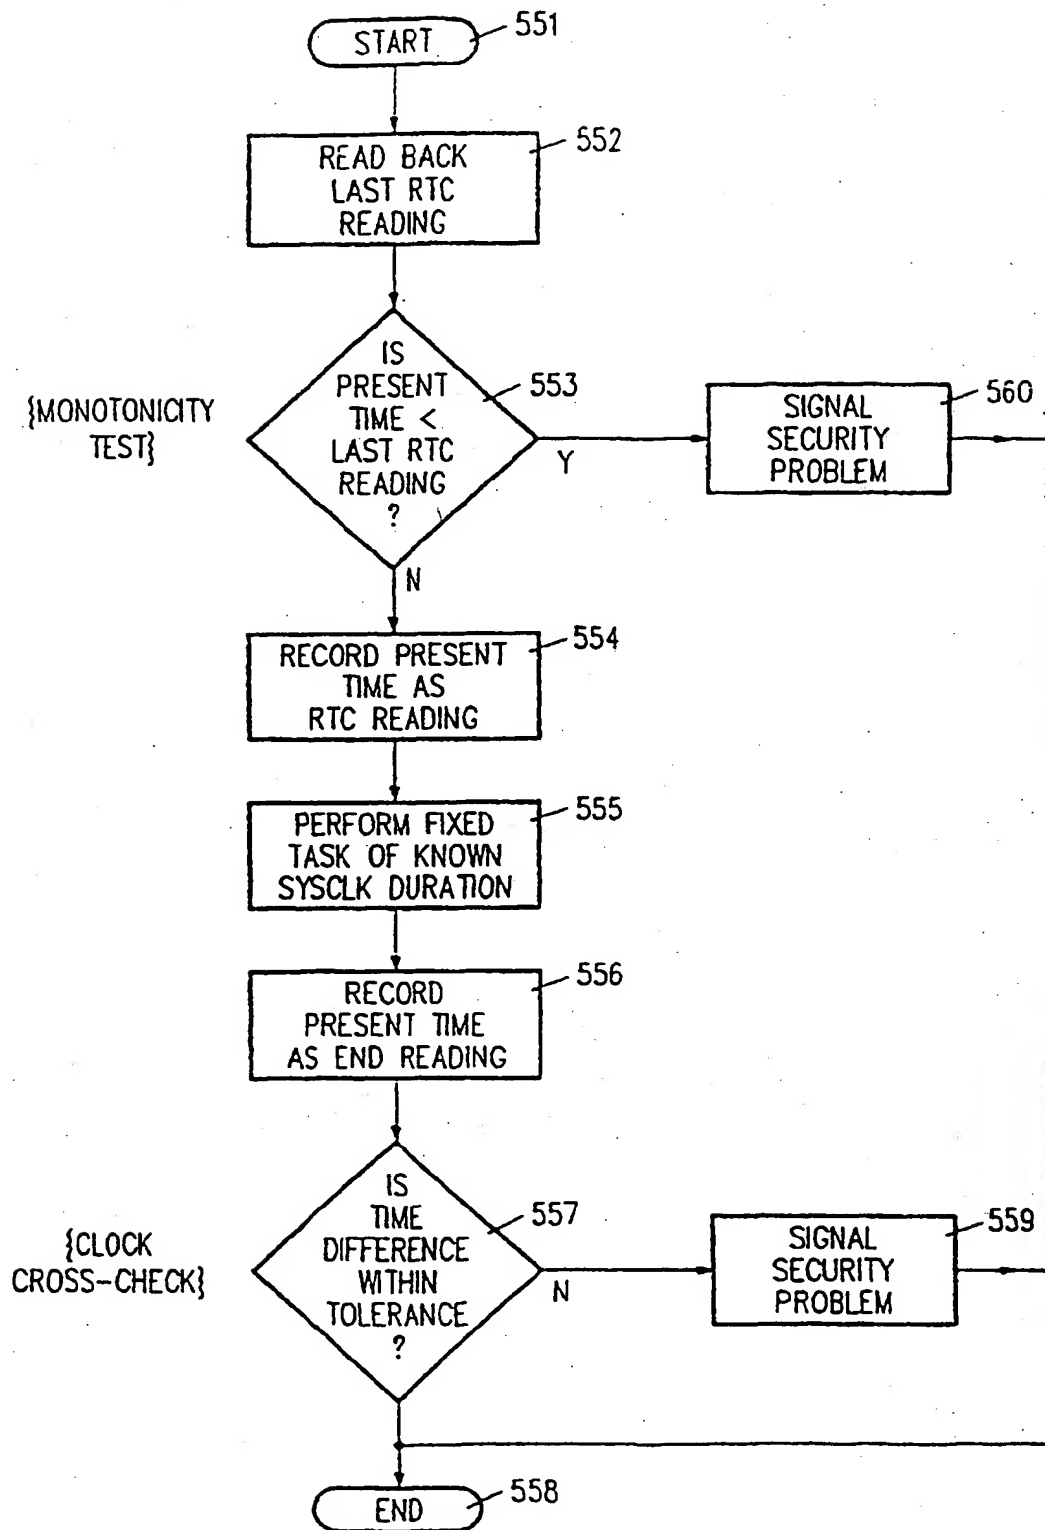 START
551
READ BACK
LAST RTC
READING
552
{MONOTONICITY
TEST}
IS
PRESENT
TIME <
LAST RTC
READING
?
553
Y
SIGNAL
SECURITY
PROBLEM
560
N
RECORD PRESENT
TIME AS
RTC READING
554
PERFORM FIXED
TASK OF KNOWN
SYSCLK DURATION
555
RECORD
PRESENT TIME
AS END READING
556
{CLOCK
CROSS-CHECK}
IS
TIME
DIFFERENCE
WITHIN
TOLERANCE
?
557
N
SIGNAL
SECURITY
PROBLEM
559
END
558